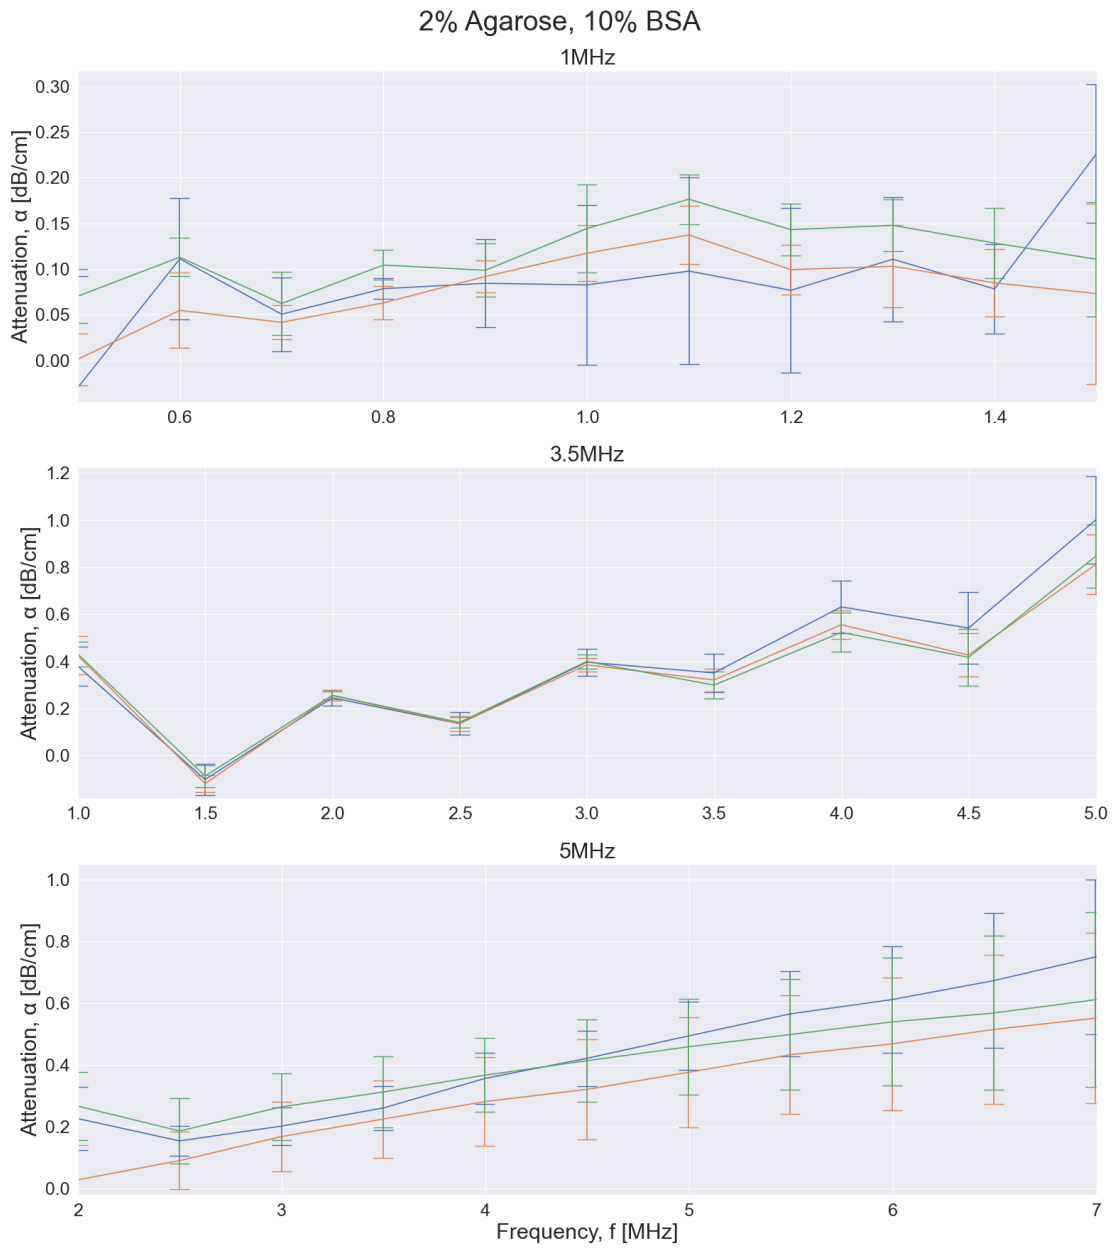 2% Agarose, 10% BSA
1MHz
Attenuation, α [dB/cm]
0.30
0.25
0.20
0.15
0.10
0.05
0.00
0.6 0.8 1.0 1.2 1.4
3.5MHz
Attenuation, α [dB/cm]
1.2
1.0
0.8
0.6
0.4
0.2
0.0
1.0 1.5 2.0 2.5 3.0 3.5 4.0 4.5 5.0
5MHz
Attenuation, α [dB/cm]
1.0
0.8
0.6
0.4
0.2
0.0
2 3 4 5 6 7
Frequency, f [MHz]